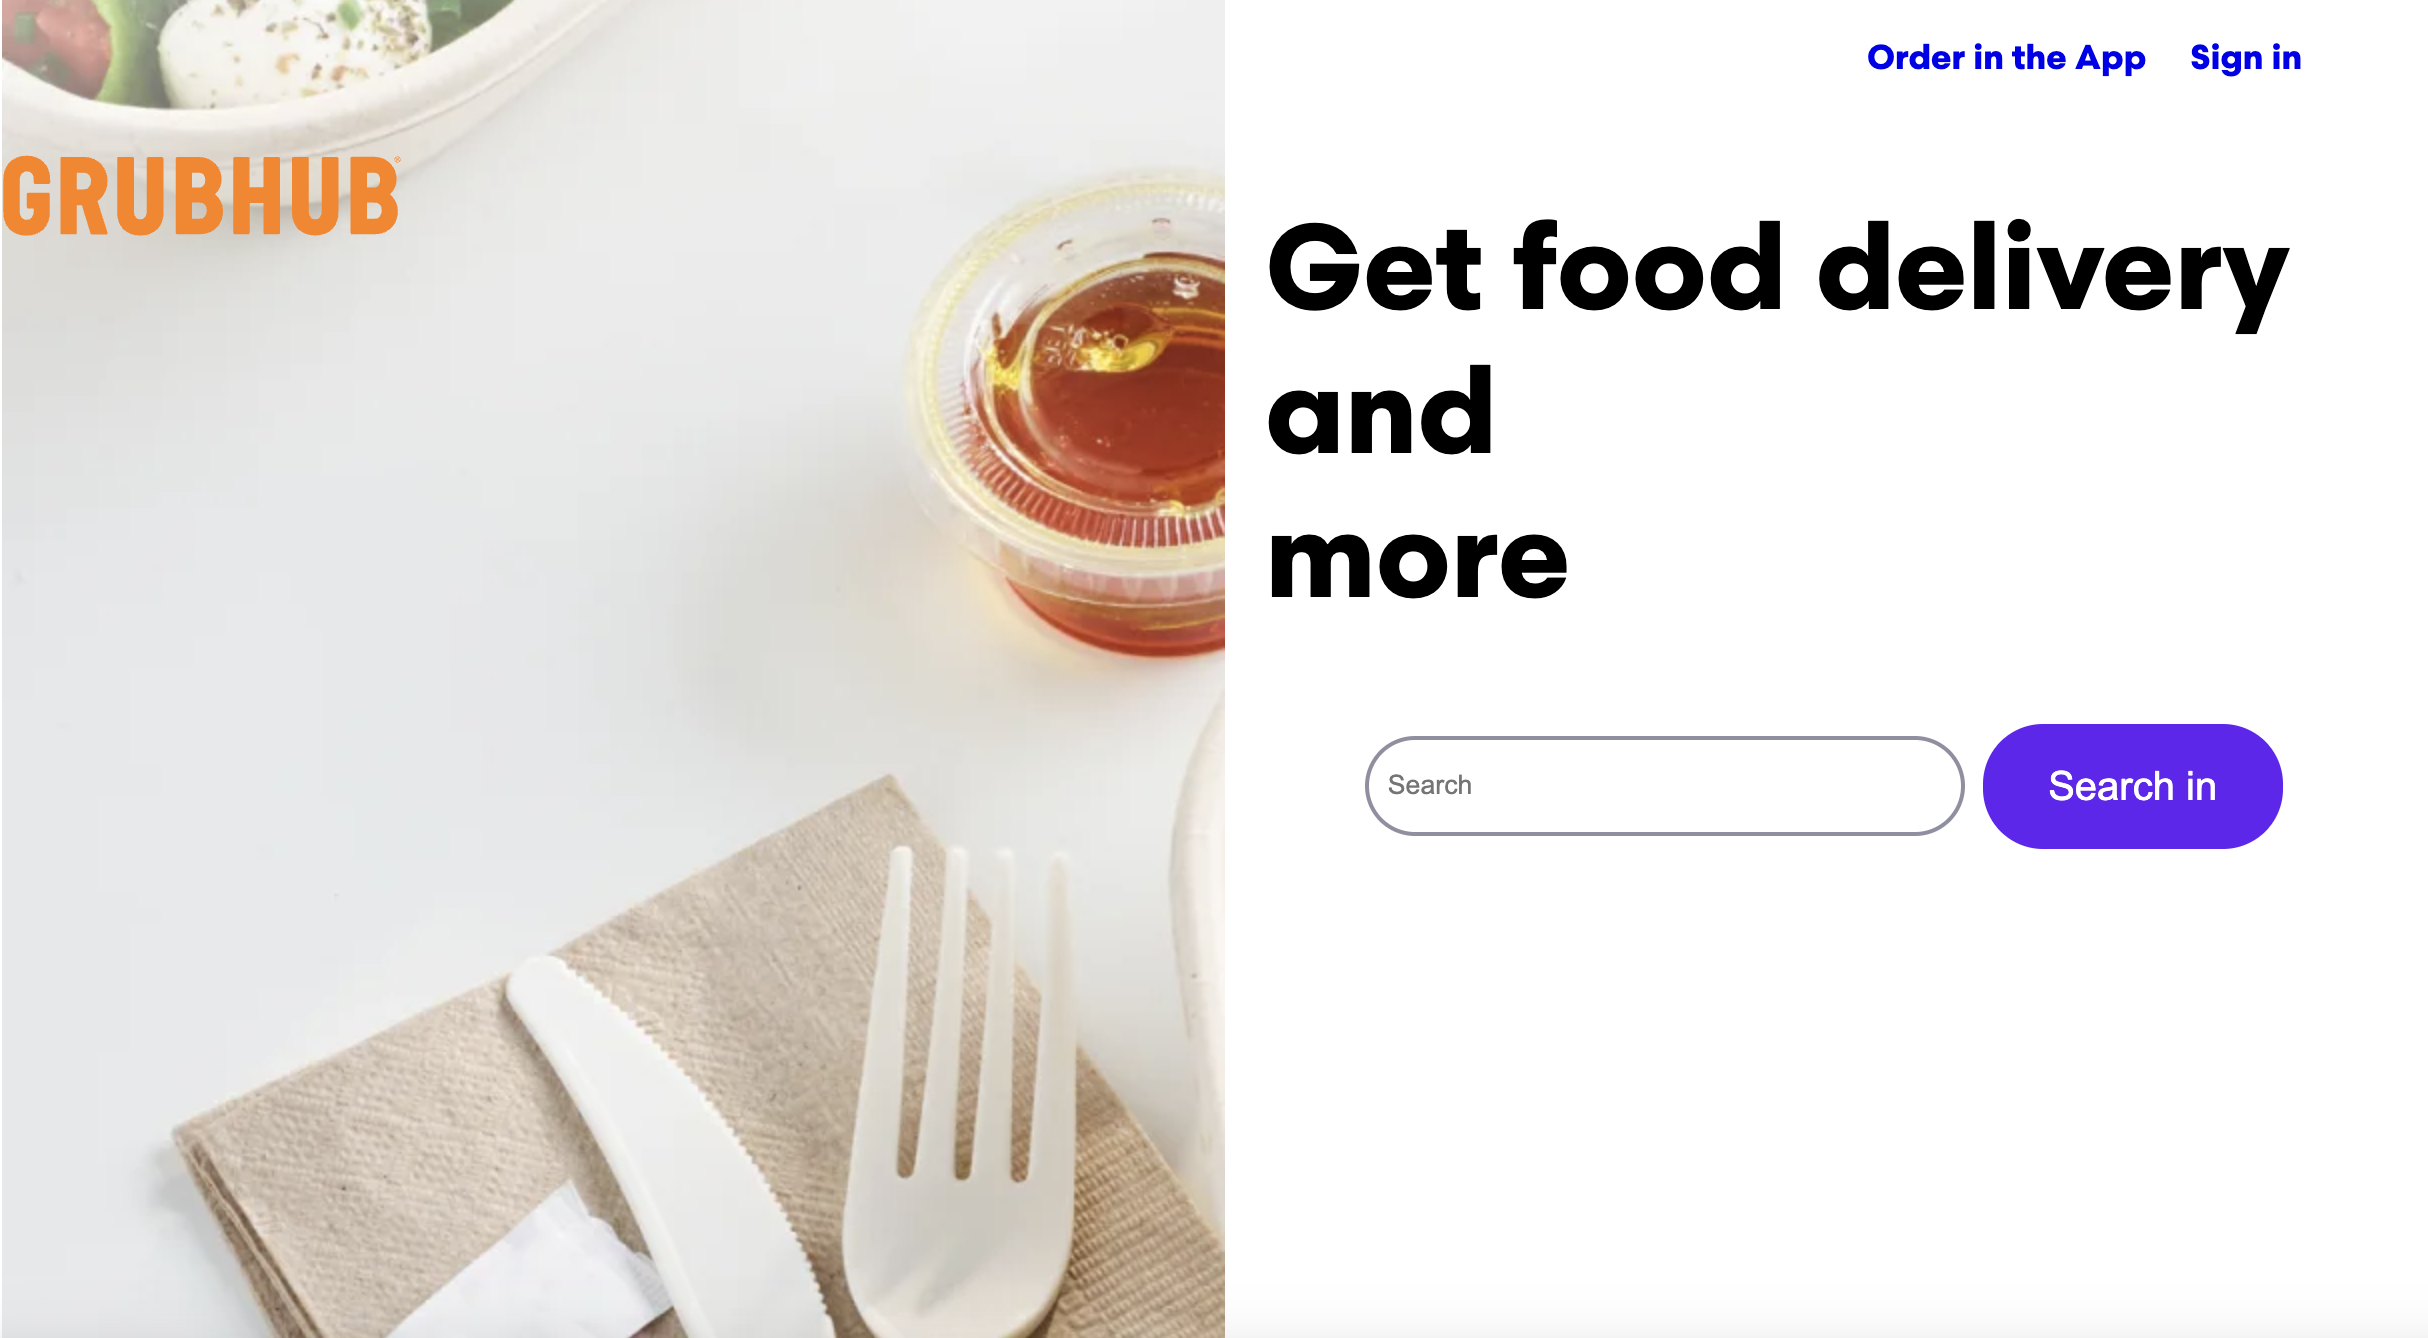 Order in the App Sign in
GRUBHUB
Get food delivery
and
more
Search
Search in